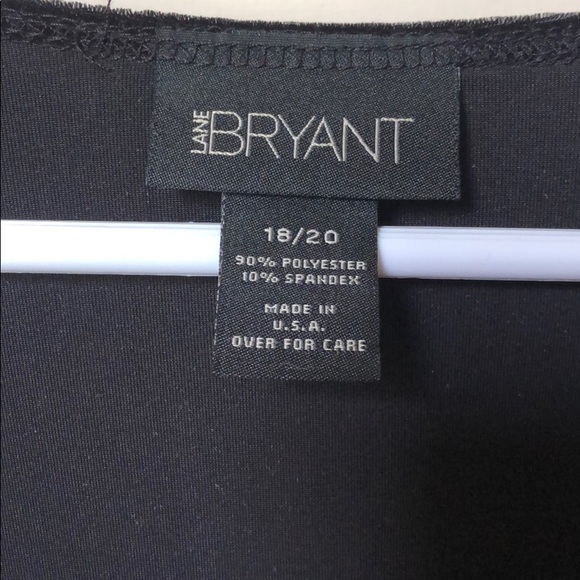 LANE BRYANT
18/20
90% POLYESTER
10% SPANDEX
MADE IN
U.S.A.
OVER FOR CARE